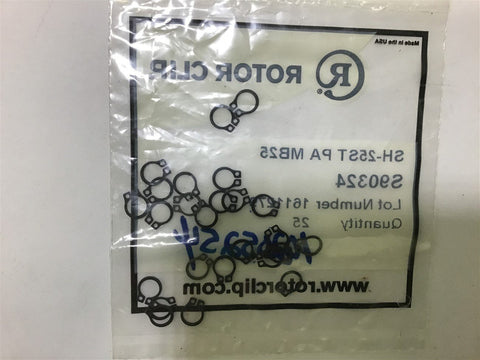 Made in the USA
R ROTOR CLIP
SH-25ST PA MB25
S90324
Lot Number
Quantity 25
www.rotorclip.com